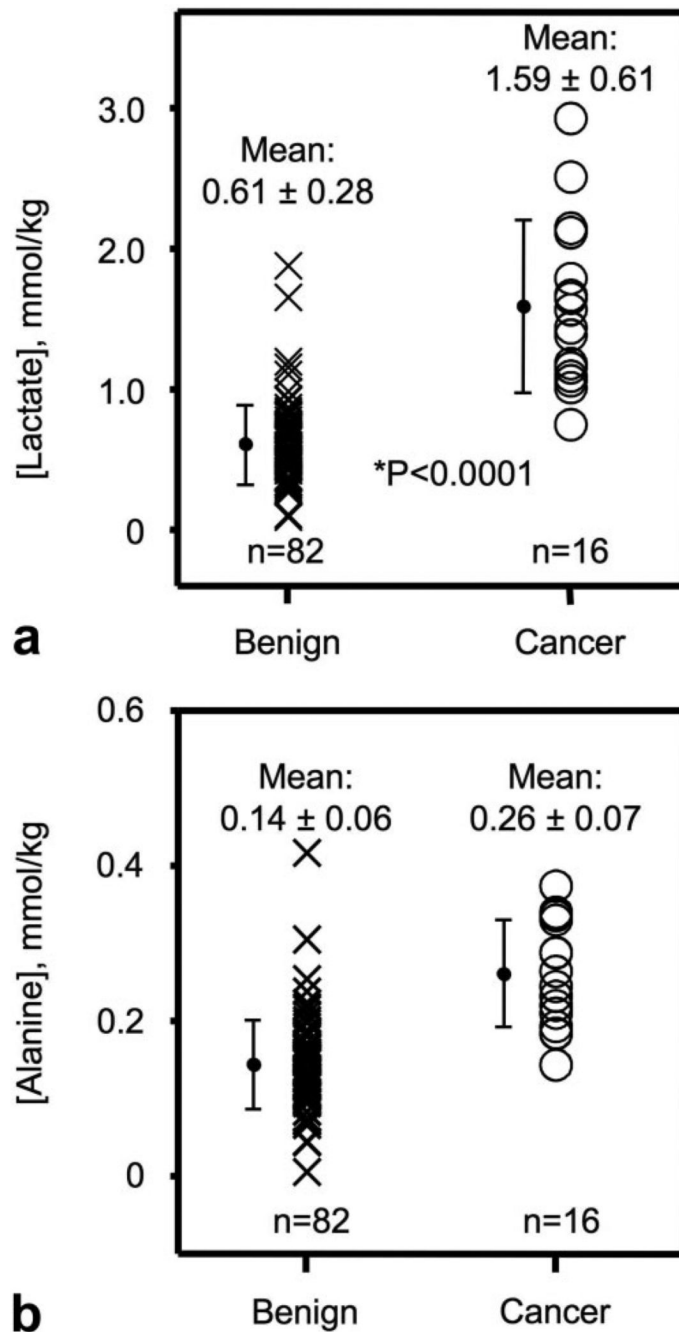 Mean:
1.59 ± 0.61
3.0
Mean:
0.61 ± 0.28
2.0
[Lactate], mmol/kg
1.0
*P<0.0001
0
n=82
n=16
a
Benign
Cancer
0.6
Mean:
0.14 ± 0.06
Mean:
0.26 ± 0.07
0.4
[Alanine], mmol/kg
0.2
0
n=82
n=16
b
Benign
Cancer